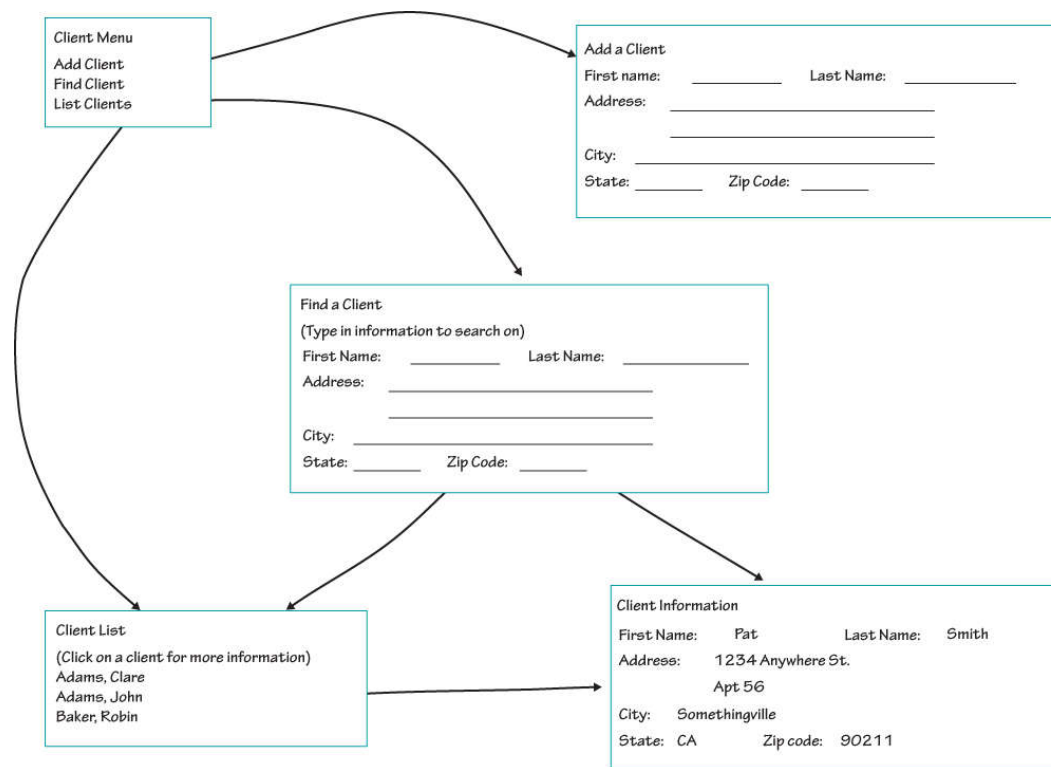 Client Menu
Add Client
Find Client
List Clients
Add a Client
First name: Last Name:
Address:
City:
State: Zip Code:
Find a Client
(Type in information to search on)
First Name: Last Name:
Address:
City:
State: Zip Code:
Client List
(Click on a client for more information)
Adams, Clare
Adams, John
Baker, Robin
Client Information
First Name: Pat Last Name: Smith
Address: 1234 Anywhere St.
Apt 56
City: Somethingville
State: CA Zip code: 90211